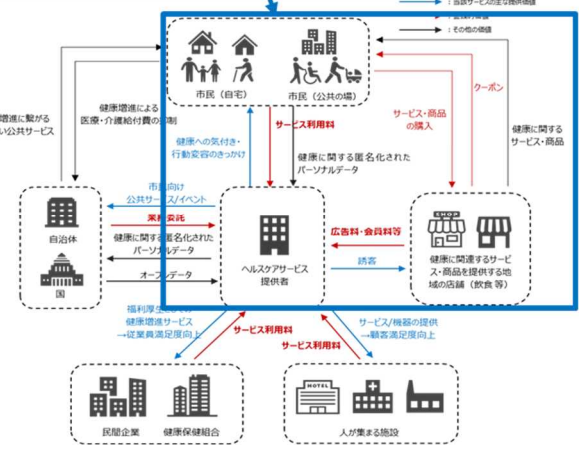 ：当該サービスの主な提供価値
：その他の価値
市民（自宅）
市民（公共の場）
クーポン
増進に繋がる
い公共サービス
健康増進による
医療・介護給付費の抑制
サービス利用料
サービス・商品
の購入
健康に関する
サービス・商品
健康への気付き・
行動変容のきっかけ
健康に関する匿名化された
パーソナルデータ
市民向け
公共サービス/イベント
業務委託
自治体
国
健康に関する匿名化された
パーソナルデータ
オープンデータ
ヘルスケアサービス
提供者
広告料・会員料等
誘客
SHOP
健康に関連するサービ
ス・商品を提供する地
域の店舗（飲食 等）
福利厚生としての
健康増進サービス
→従業員満足度向上
サービス利用料
サービス利用料
サービス/機器の提供
→顧客満足度向上
民間企業
健康保健組合
HOTEL
人が集まる施設